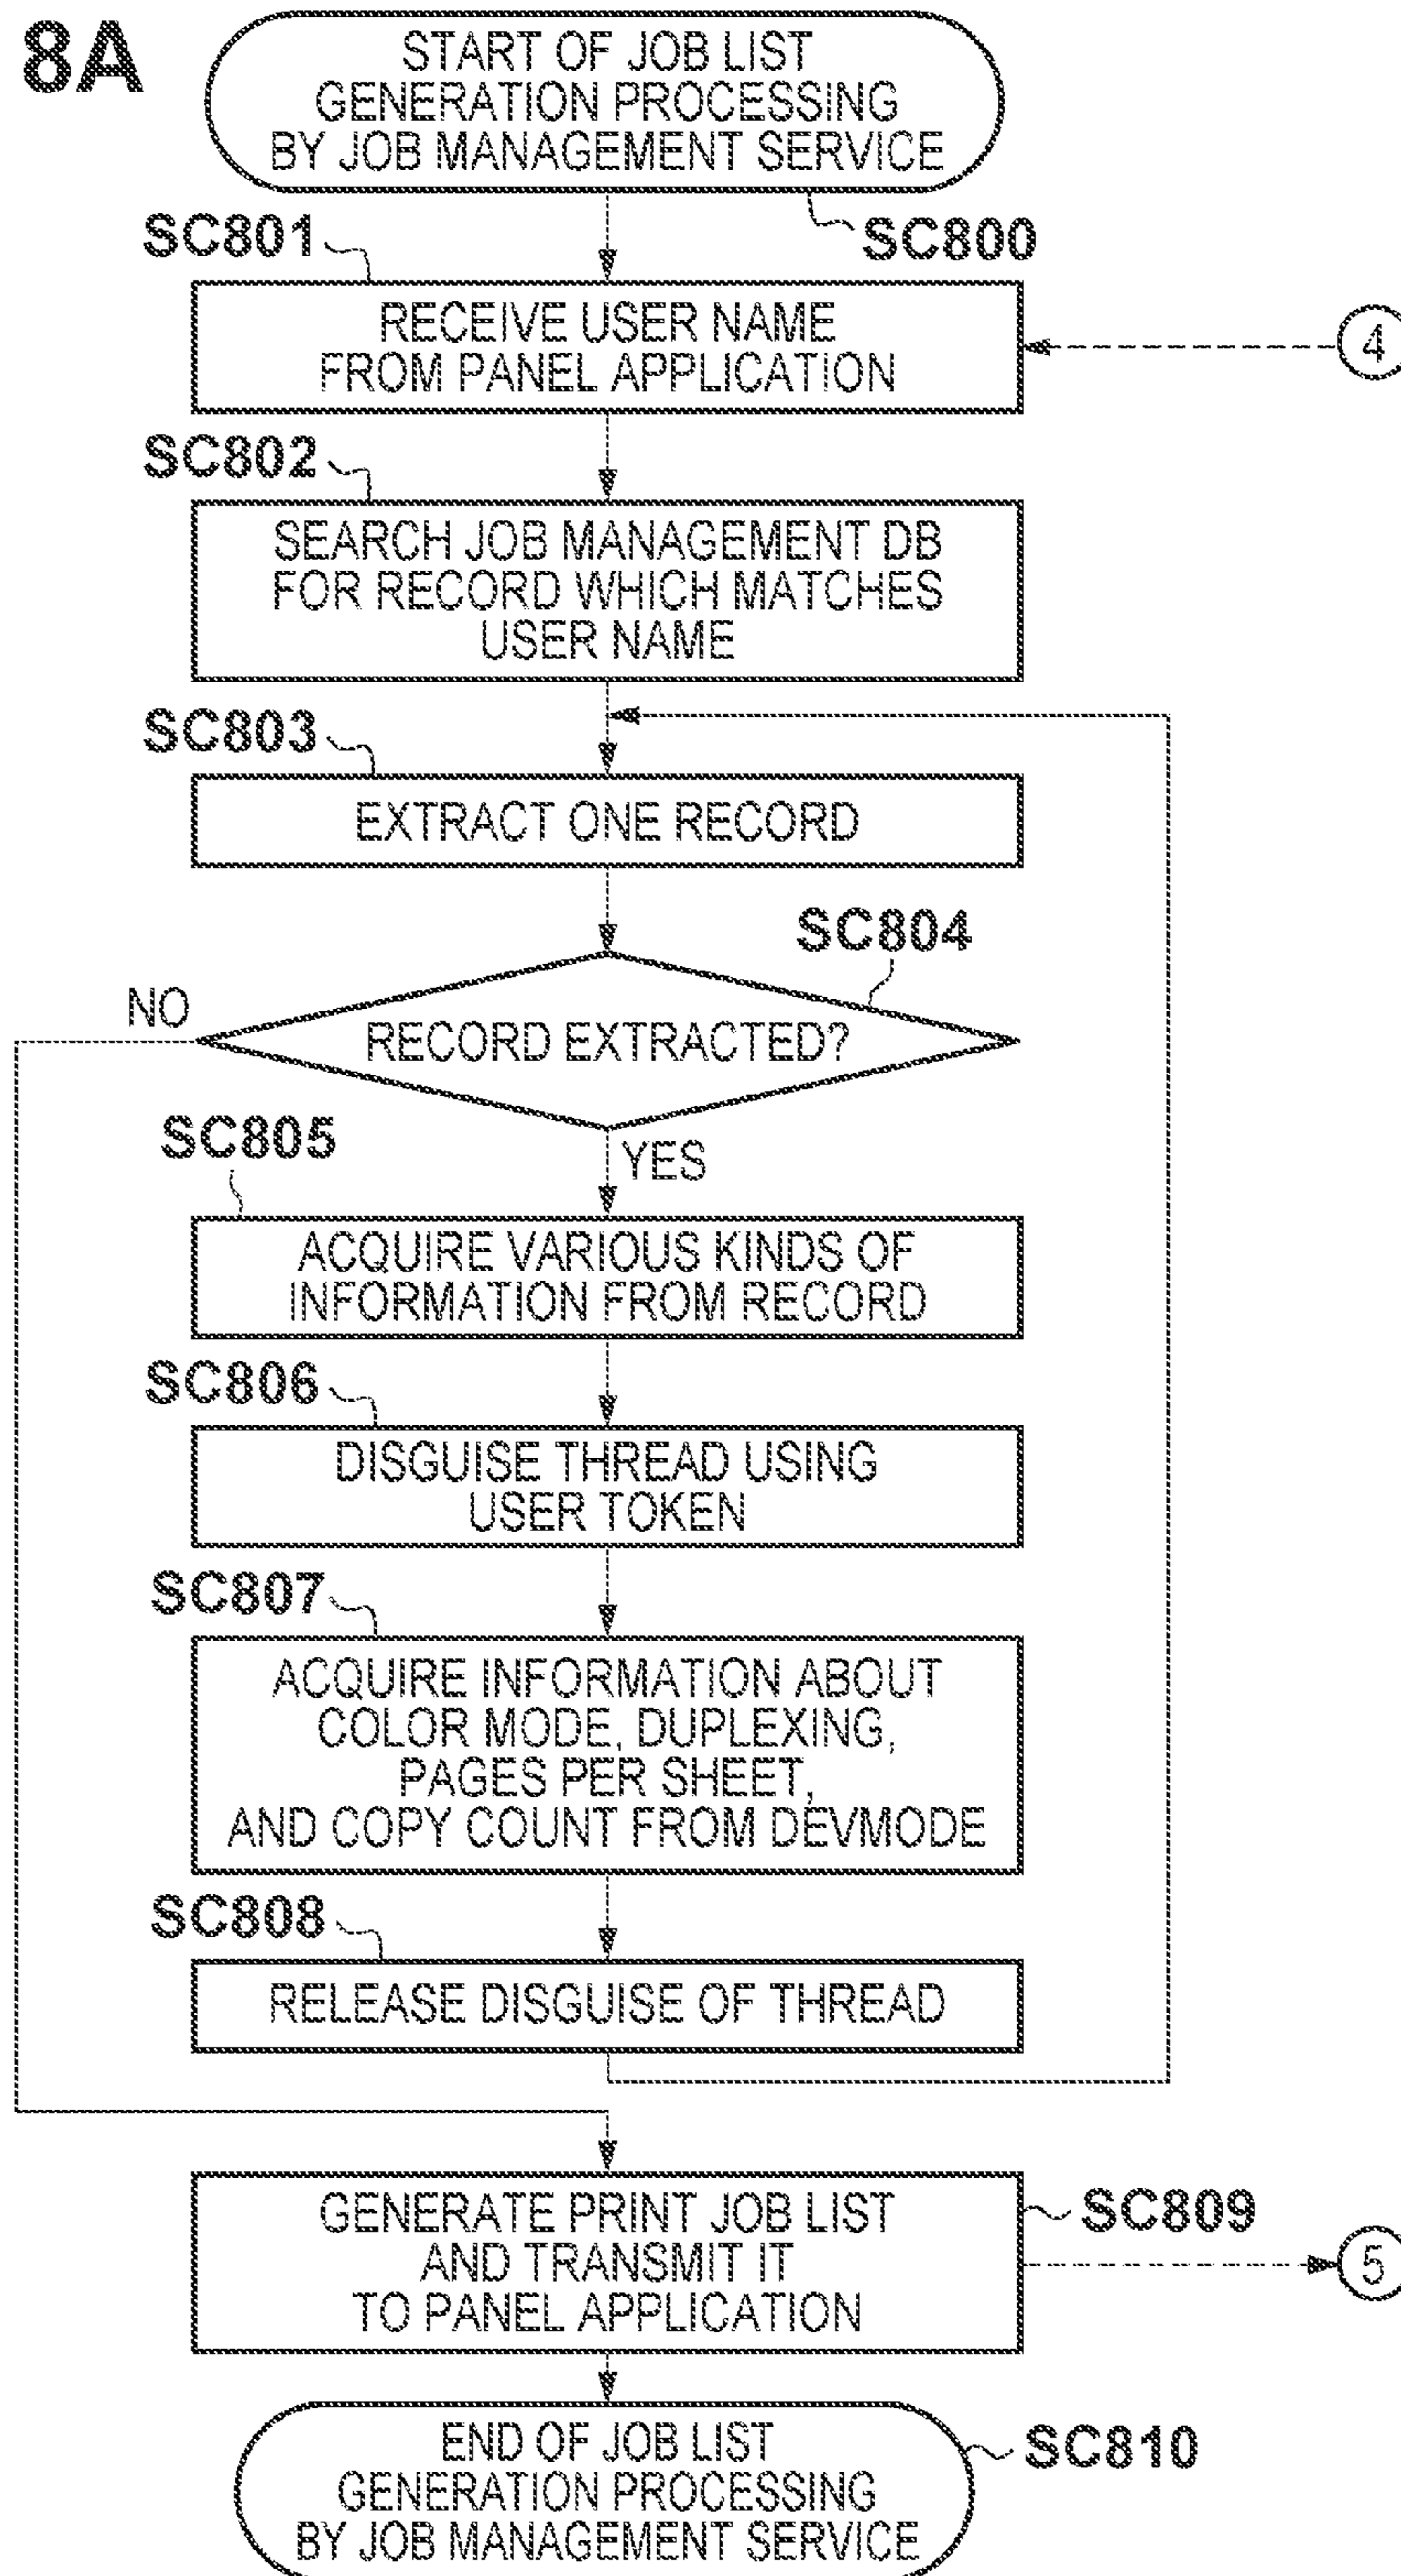 8A
START OF JOB LIST
GENERATION PROCESSING
BY JOB MANAGEMENT SERVICE
SC800
SC801
RECEIVE USER NAME
FROM PANEL APPLICATION
4
SC802
SEARCH JOB MANAGEMENT DB
FOR RECORD WHICH MATCHES
USER NAME
SC803
EXTRACT ONE RECORD
SC804
NO
RECORD EXTRACTED?
YES
SC805
ACQUIRE VARIOUS KINDS OF
INFORMATION FROM RECORD
SC806
DISGUISE THREAD USING
USER TOKEN
SC807
ACQUIRE INFORMATION ABOUT
COLOR MODE, DUPLEXING,
PAGES PER SHEET,
AND COPY COUNT FROM DEVMODE
SC808
RELEASE DISGUISE OF THREAD
GENERATE PRINT JOB LIST
AND TRANSMIT IT
TO PANEL APPLICATION
SC809
5
END OF JOB LIST
GENERATION PROCESSING
BY JOB MANAGEMENT SERVICE
SC810